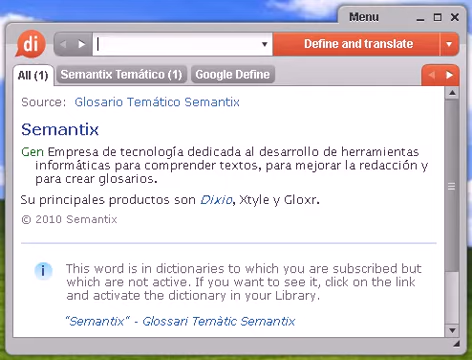 Menu
di
Define and translate
All (1)
Semantix Temático (1)
Google Define
Source: Glosario Temático Semantix
Semantix
Gen Empresa de tecnología dedicada al desarrollo de herramientas
informáticas para comprender textos, para mejorar la redacción y
para crear glosarios.
Su principales productos son Dixio, Xtyle y Gloxr.
© 2010 Semantix
i
This word is in dictionaries to which you are subscribed but
which are not active. If you want to see it, click on the link
and activate the dictionary in your Library.
"Semantix" - Glossari Temàtic Semantix